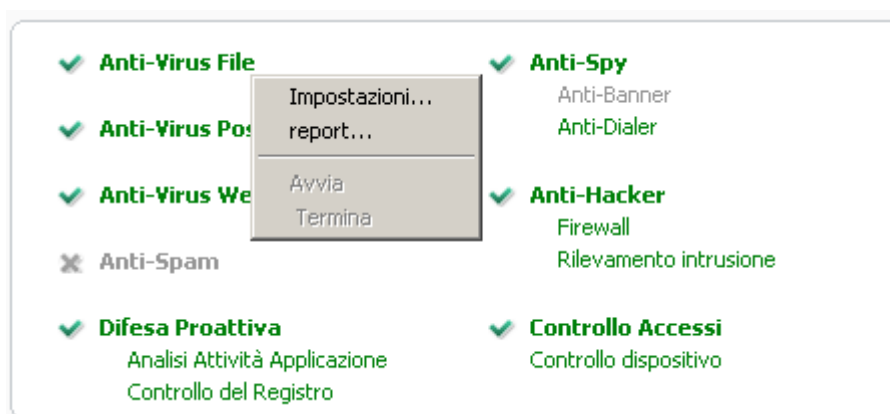 Anti-Virus File
Impostazioni...
report...
Avvia
Termina
Anti-Virus Pos
Anti-Virus We
Anti-Spam
Difesa Proattiva
Analisi Attività Applicazione
Controllo del Registro
Anti-Spy
Anti-Banner
Anti-Dialer
Anti-Hacker
Firewall
Rilevamento intrusione
Controllo Accessi
Controllo dispositivo